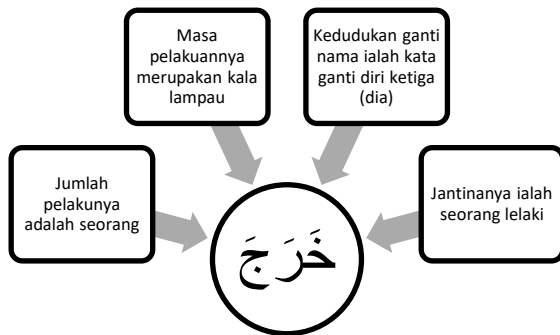 Masa
pelakuannya
merupakan kala
lampau
Kedudukan ganti
nama ialah kata
ganti diri ketiga
(dia)
Jumlah
pelakunya
adalah seorang
Jantinanya ialah
seorang lelaki
خَرَجَ